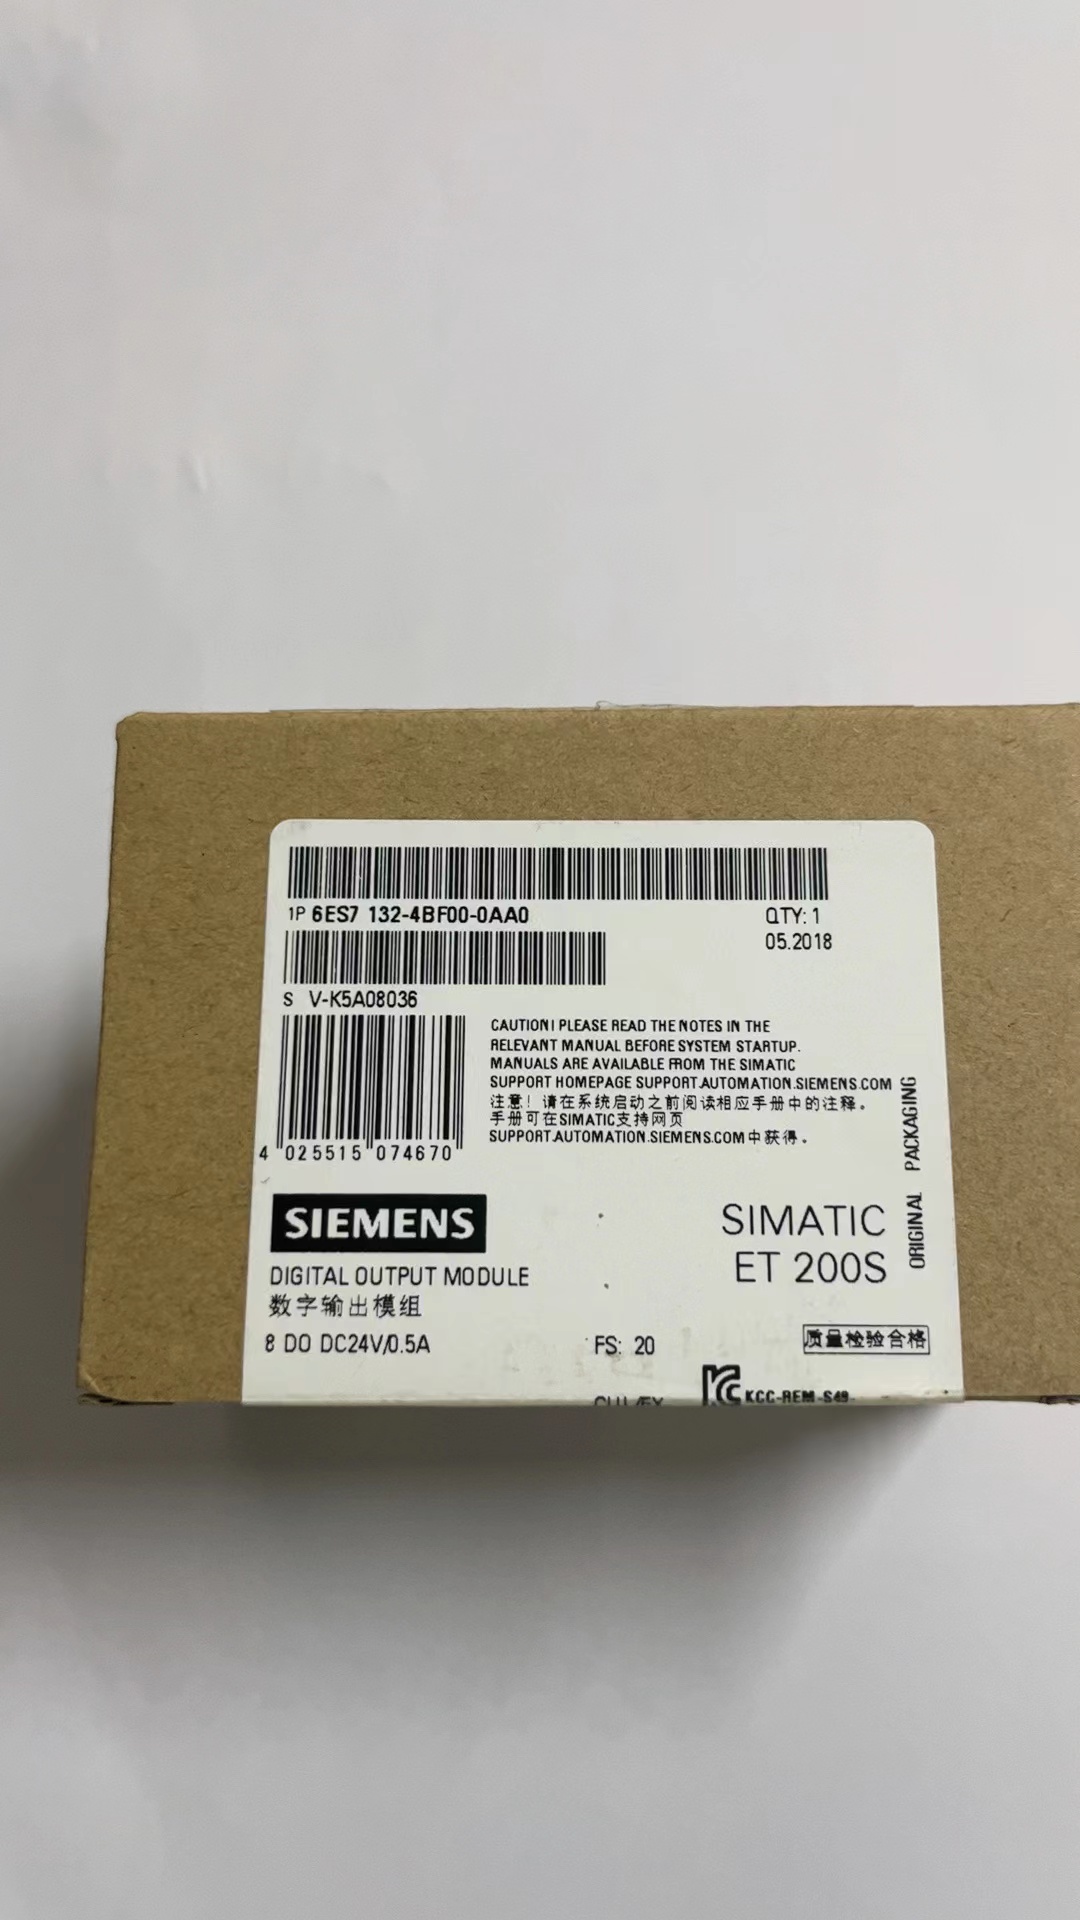 1P 6ES7 132-4BF00-0AA0
QTY: 1
05.2018
S V-K5A08036
CAUTION! PLEASE READ THE NOTES IN THE
RELEVANT MANUAL BEFORE SYSTEM STARTUP.
MANUALS ARE AVAILABLE FROM THE SIMATIC
SUPPORT HOMEPAGE SUPPORT.AUTOMATION.SIEMENS.COM
注意！请在系统启动之前阅读相应手册中的注释。
手册可在SIMATIC支持网页
SUPPORT.AUTOMATION.SIEMENS.COM中获得。
4 025515 074670
ORIGINAL PACKAGING
SIEMENS
SIMATIC
ET 200S
DIGITAL OUTPUT MODULE
数字输出模组
8 DO DC24V/0.5A
FS: 20
质量检验合格
KCC-REM-S49-